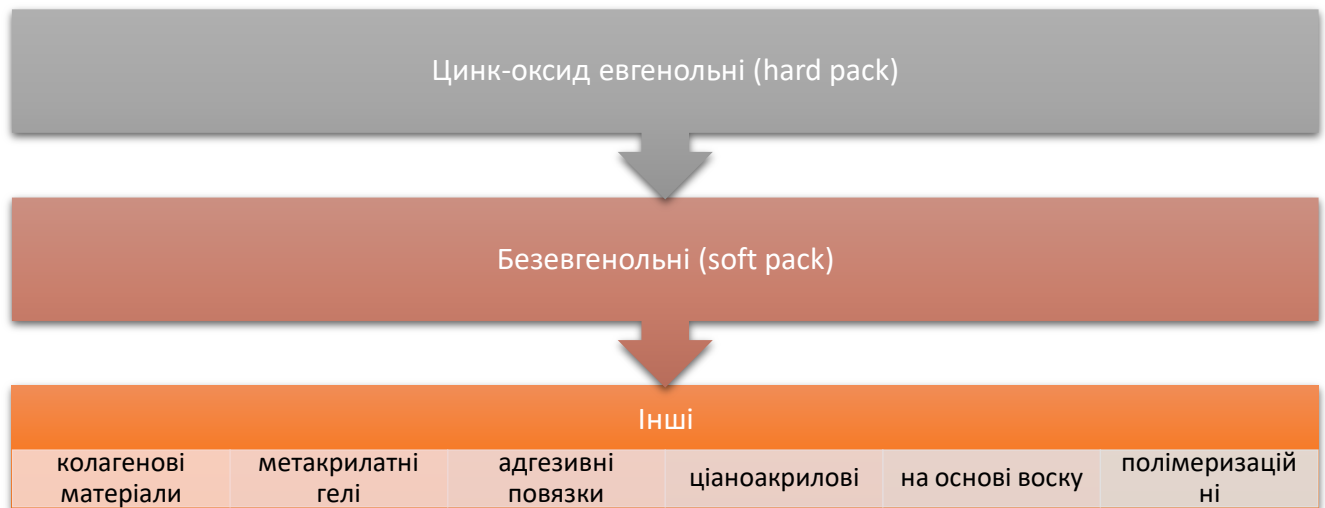 Цинк-оксид евгенольні (hard pack)
Безевгенольні (soft pack)
Інші
колагенові
матеріали
метакрилатні
гелі
адгезивні
повязки
ціаноакрилові
на основі воску
полімеризацій
ні